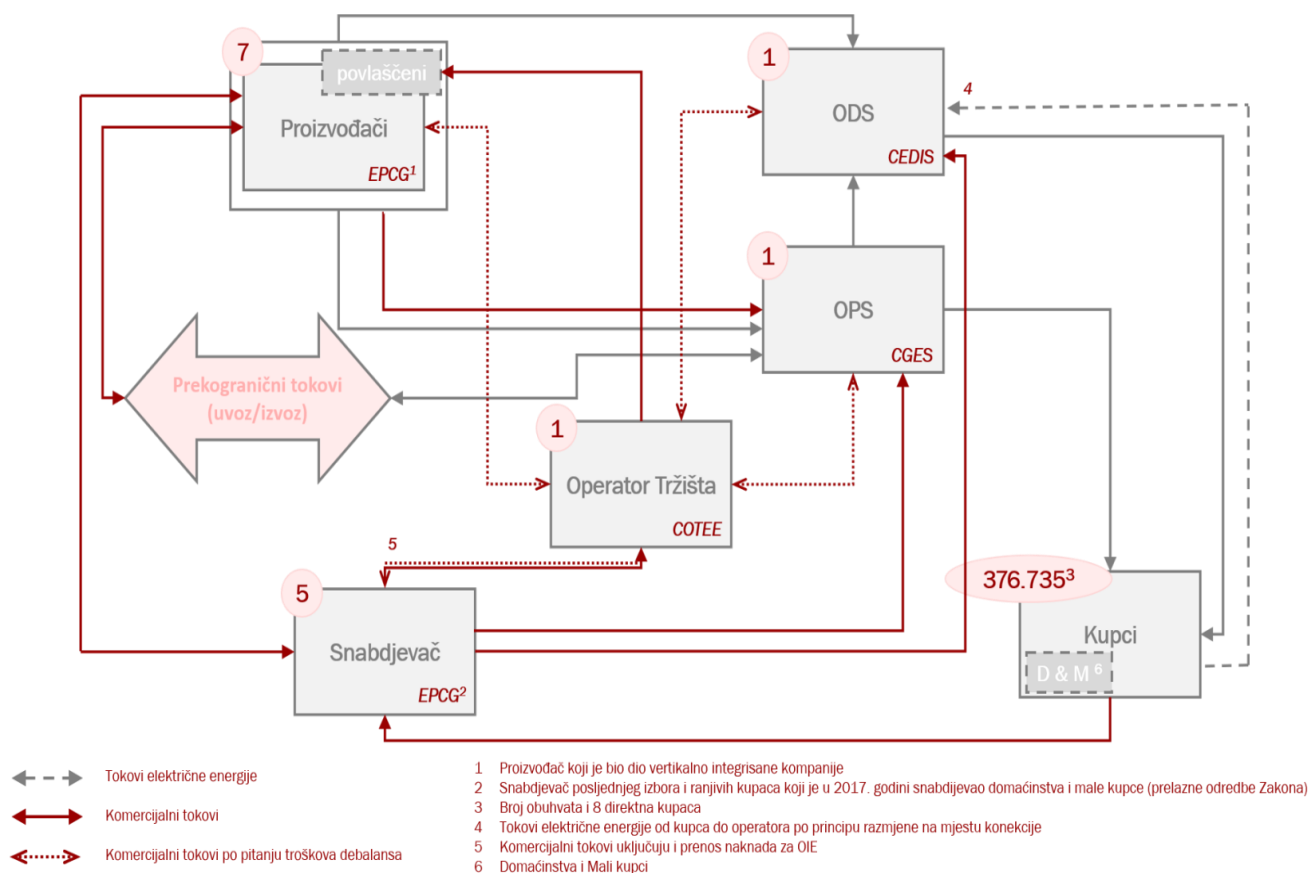 7
povlaščeni
Proizvođači
EPCG¹
1
ODS
CEDIS
4
1
OPS
CGES
Prekogranični tokovi
(uvoz/izvoz)
1
Operator Tržišta
COTEE
5
5
Snabdjevač
EPCG²
376.735³
Kupci
D & M ⁶
Tokovi električne energije
Komercijalni tokovi
Komercijalni tokovi po pitanju troškova debalansa
1 Proizvođač koji je bio dio vertikalno integrisane kompanije
2 Snabdjevač posljednjeg izbora i ranjivih kupaca koji je u 2017. godini snabdijevao domaćinstva i male kupce (prelazne odredbe Zakona)
3 Broj obuhvata i 8 direktna kupaca
4 Tokovi električne energije od kupca do operatora po principu razmjene na mjestu konekcije
5 Komercijalni tokovi uključuju i prenos naknada za OIE
6 Domaćinstva i Mali kupci